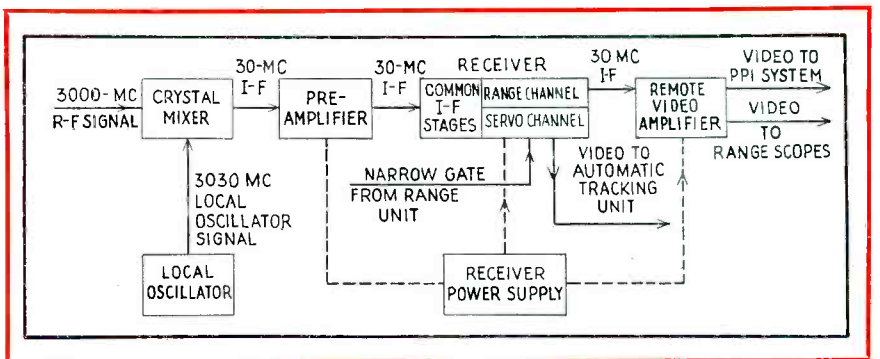 3000-MC
R-F SIGNAL
CRYSTAL
MIXER
30-MC
I-F
PRE-
AMPLIFIER
30-MC
I-F
RECEIVER
COMMON
I-F
STAGES
RANGE CHANNEL
SERVO CHANNEL
30 MC
I-F
REMOTE
VIDEO
AMPLIFIER
VIDEO TO
PPI SYSTEM
VIDEO
TO
RANGE SCOPES
3030 MC
LOCAL
OSCILLATOR
SIGNAL
NARROW GATE
FROM RANGE
UNIT
VIDEO TO
AUTOMATIC
TRACKING
UNIT
LOCAL
OSCILLATOR
RECEIVER
POWER SUPPLY